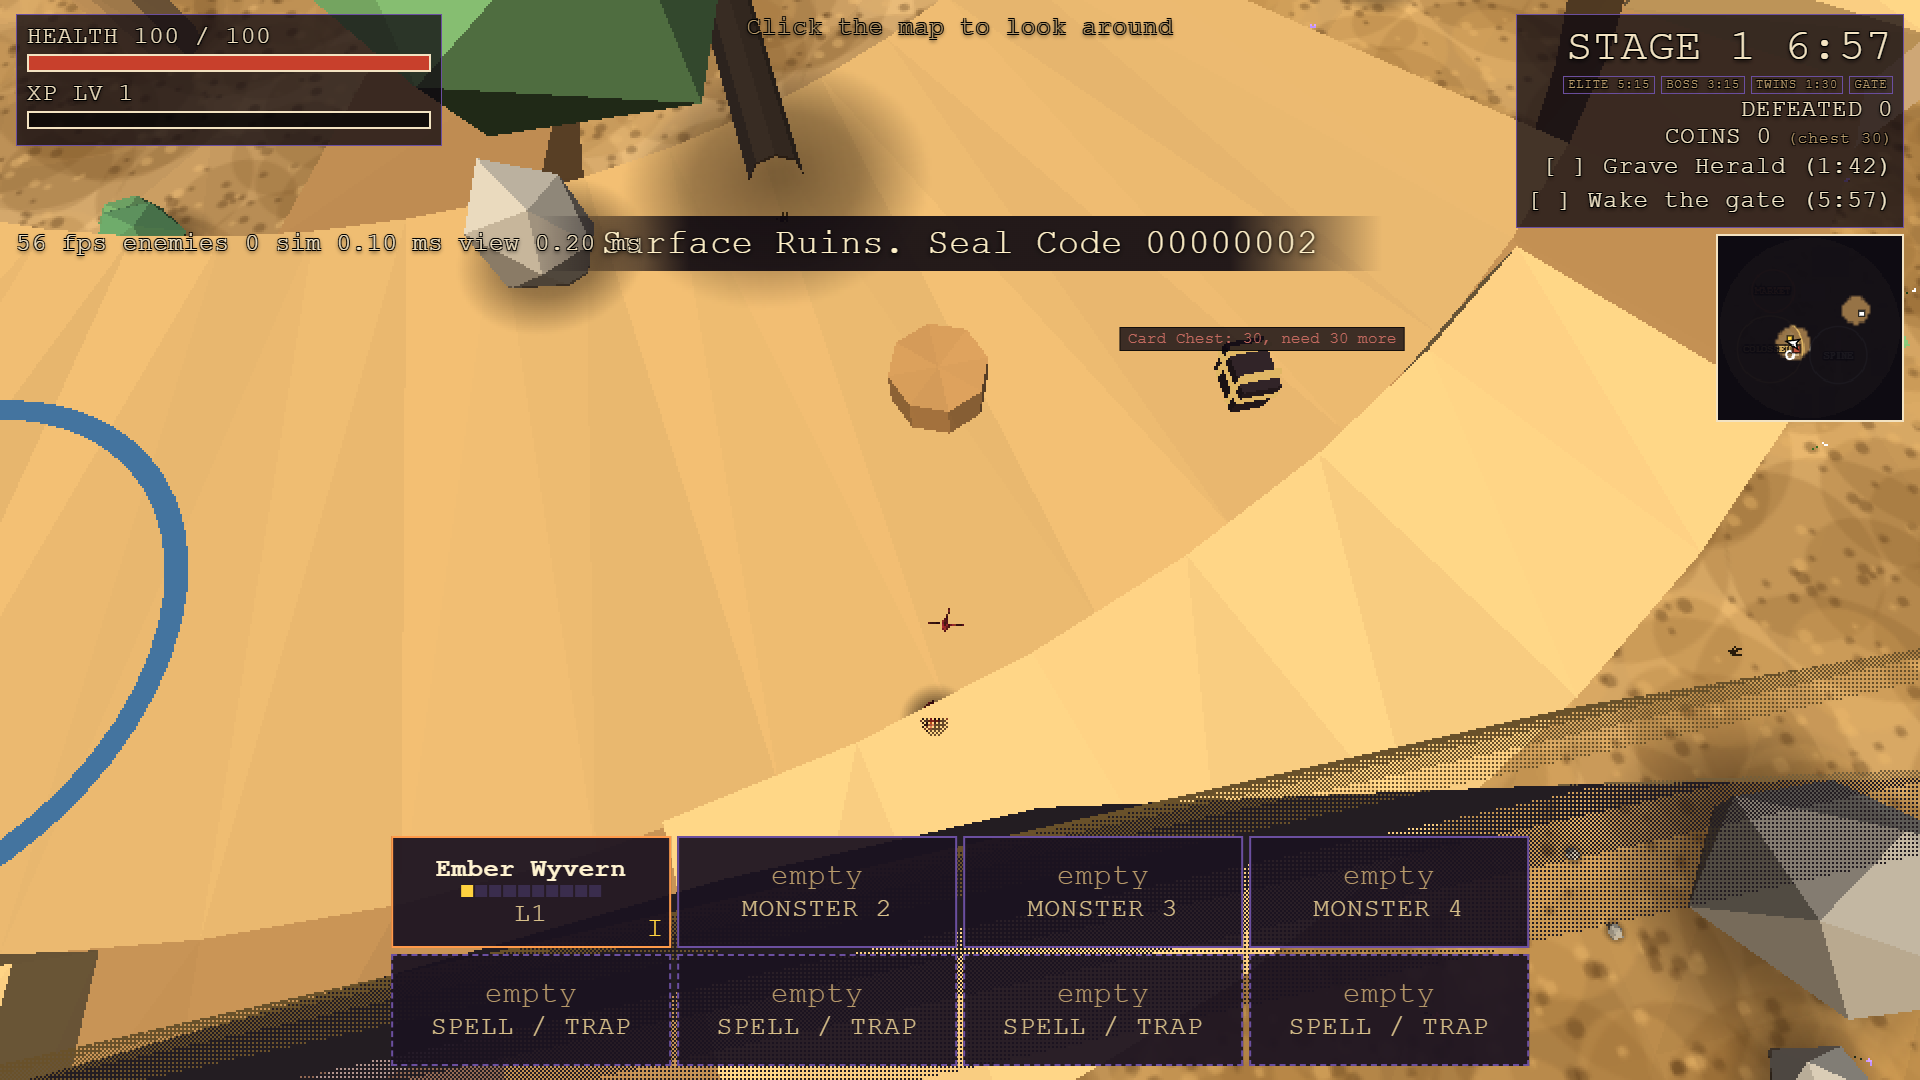 HEALTH 100 / 100
XP LV 1
Click the map to look around
STAGE 1 6:57
ELITE 5:15 BOSS 3:15 TWINS 1:30 GATE
DEFEATED 0
COINS 0 (chest 30)
[ ] Grave Herald (1:42)
[ ] Wake the gate (5:57)
56 fps enemies 0 sim 0.10 ms view 0.20 ms
Surface Ruins. Seal Code 00000002
Card Chest: 30, need 30 more
Ember Wyvern
L1
I
empty
MONSTER 2
empty
MONSTER 3
empty
MONSTER 4
empty
SPELL / TRAP
empty
SPELL / TRAP
empty
SPELL / TRAP
empty
SPELL / TRAP